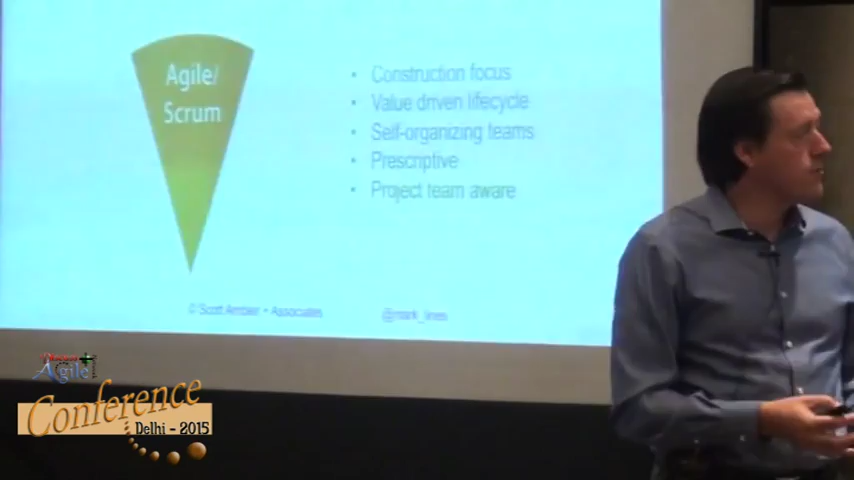 Agile/
Scrum
• Construction focus
• Value driven lifecycle
• Self-organizing teams
• Prescriptive
• Project team aware
© Scott Ambler + Associates
@mark_lines
Agile
Conference
Delhi - 2015